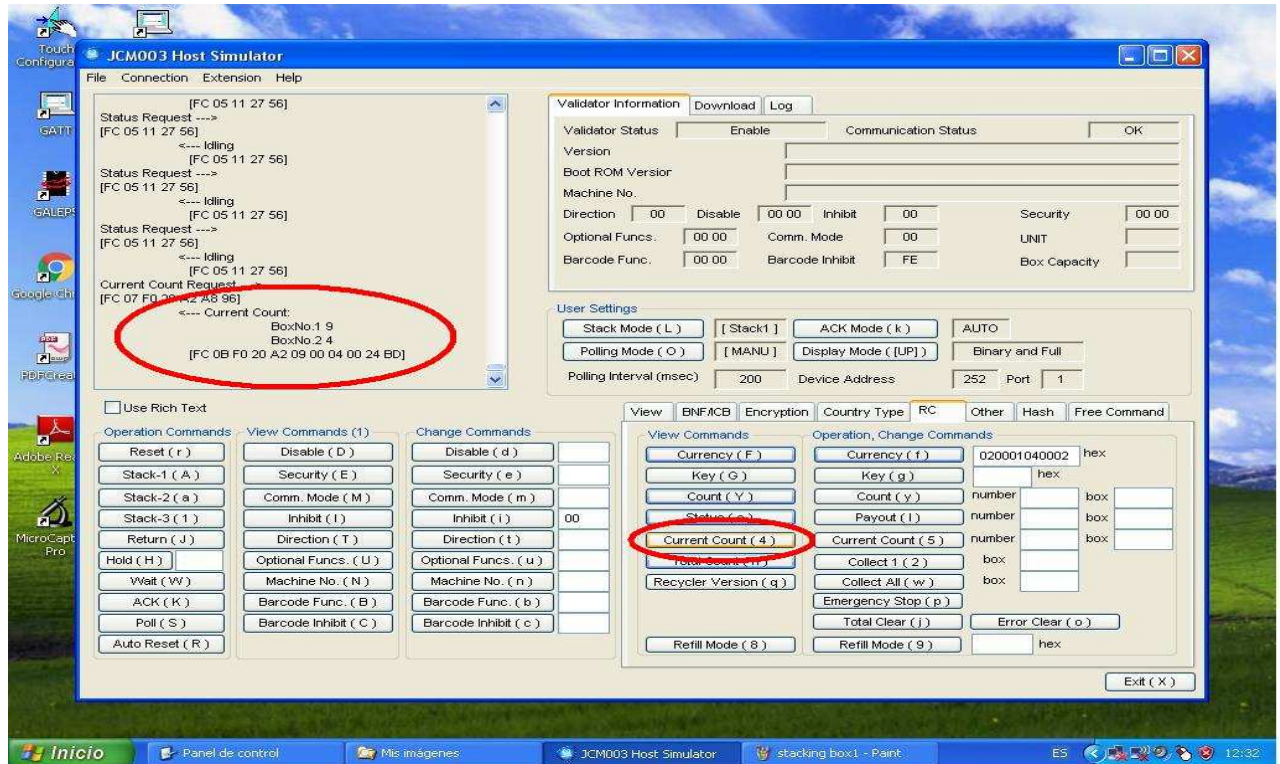 Touch
Configura
GATT
GALEP
Google Ch
PDFCrea
Adobe Re
X
MicroCapt
Pro
JCM003 Host Simulator
File Connection Extension Help
[FC 05 11 27 56]
Status Request --->
[FC 05 11 27 56]
<--- Idling
[FC 05 11 27 56]
Status Request --->
[FC 05 11 27 56]
<--- Idling
[FC 05 11 27 56]
Status Request --->
[FC 05 11 27 56]
<--- Idling
[FC 05 11 27 56]
Current Count Request --->
[FC 07 F0 20 A2 A8 96]
<--- Current Count:
BoxNo.1 9
BoxNo.2 4
[FC 0B F0 20 A2 09 00 04 00 24 BD]
Use Rich Text
Validator Information Download Log
Validator Status Enable Communication Status OK
Version
Boot ROM Version
Machine No.
Direction 00 Disable 00 00 Inhibit 00 Security 00 00
Optional Funcs. 00 00 Comm. Mode 00 UNIT
Barcode Func. 00 00 Barcode Inhibit FE Box Capacity
User Settings
Stack Mode ( L ) [ Stack1 ] ACK Mode ( k ) AUTO
Polling Mode ( O ) [ MANU ] Display Mode ( [UP] ) Binary and Full
Polling Interval (msec) 200 Device Address 252 Port 1
Operation Commands View Commands (1) Change Commands
Reset ( r ) Disable ( D ) Disable ( d )
Stack-1 ( A ) Security ( E ) Security ( e )
Stack-2 ( a ) Comm. Mode ( M ) Comm. Mode ( m )
Stack-3 ( 1 ) Inhibit ( I ) Inhibit ( i ) 00
Return ( J ) Direction ( T ) Direction ( t )
Hold ( H ) Optional Funcs. ( U ) Optional Funcs. ( u )
Wait ( W ) Machine No. ( N ) Machine No. ( n )
ACK ( K ) Barcode Func. ( B ) Barcode Func. ( b )
Poll ( S ) Barcode Inhibit ( C ) Barcode Inhibit ( c )
Auto Reset ( R )
View BNF/ICB Encryption Country Type RC Other Hash Free Command
View Commands Operation, Change Commands
Currency ( F ) Currency ( f ) 020001040002 hex
Key ( G ) Key ( g ) hex
Count ( Y ) Count ( y ) number box
Status Payout ( l ) number box
Current Count ( 4 ) Current Count ( 5 ) number box
Total Count Collect 1 ( 2 ) box
Recycler Version ( q ) Collect All ( w ) box
Emergency Stop ( p )
Total Clear ( j ) Error Clear ( o )
Refill Mode ( 8 ) Refill Mode ( 9 ) hex
Exit ( X )
Inicio Panel de control Mis imágenes JCM003 Host Simulator stacking box1 - Paint ES 12:32